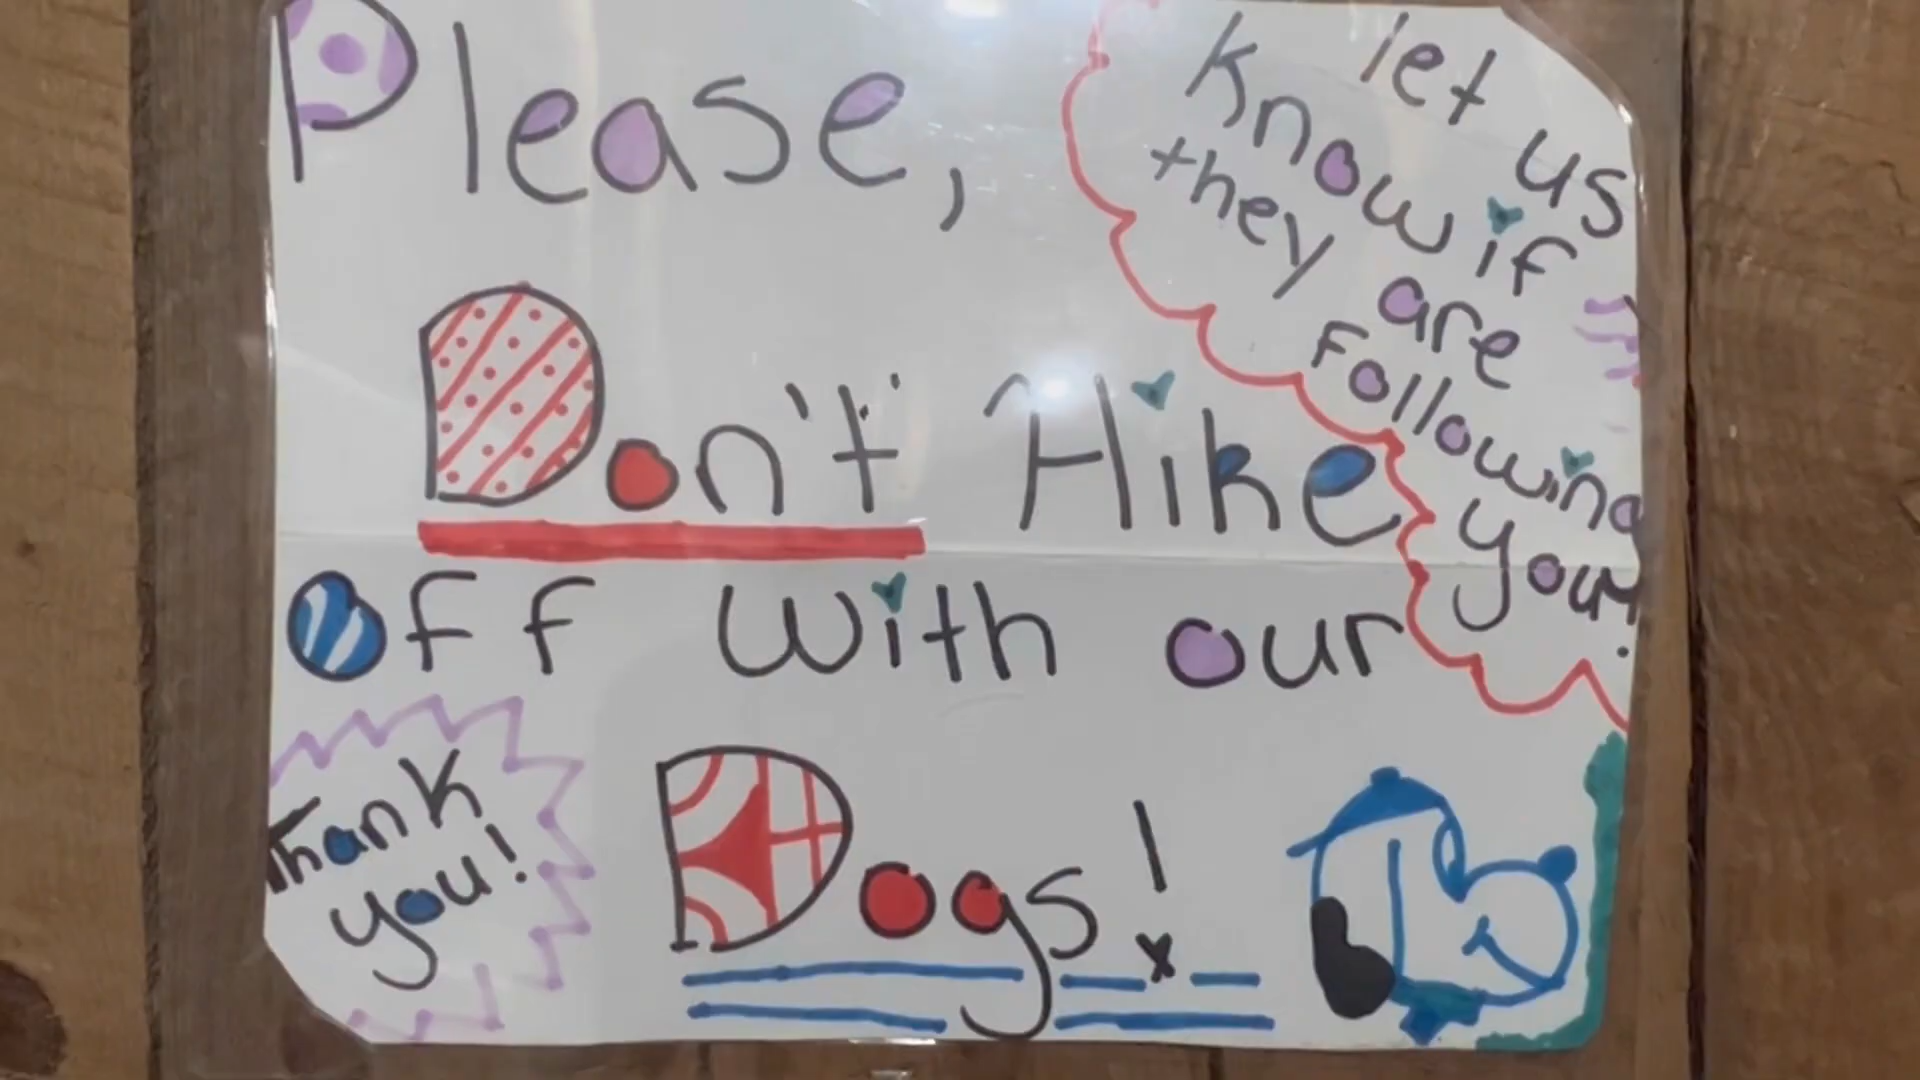 Please,
Don't Hike
off with our
Dogs!
let us
know if
they are
following
you!
Thank
you!